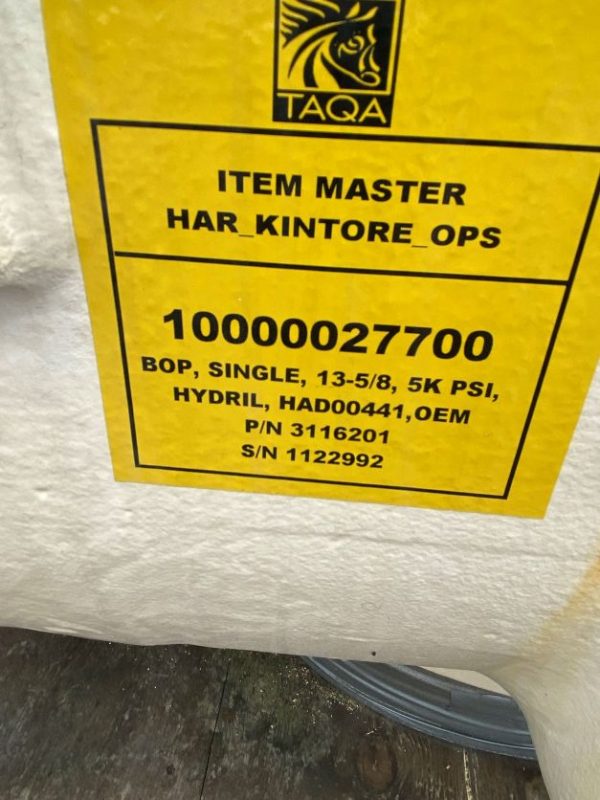 TAQA
ITEM MASTER
HAR_KINTORE_OPS
10000027700
BOP, SINGLE, 13-5/8, 5K PSI,
HYDRIL, HAD00441,OEM
P/N 3116201
S/N 1122992